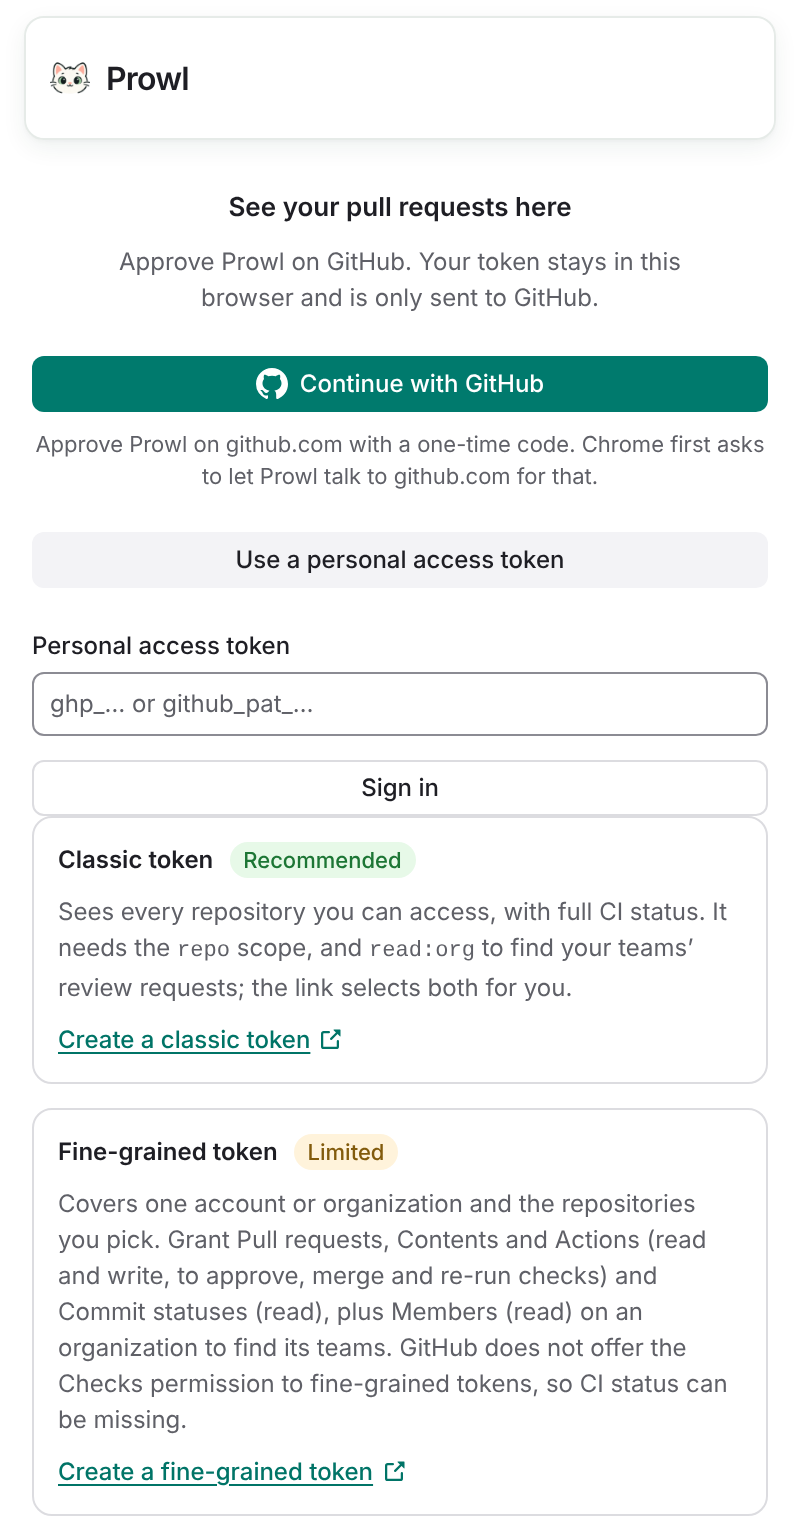 Prowl
See your pull requests here
Approve Prowl on GitHub. Your token stays in this
browser and is only sent to GitHub.
Continue with GitHub
Approve Prowl on github.com with a one-time code. Chrome first asks
to let Prowl talk to github.com for that.
Use a personal access token
Personal access token
ghp_... or github_pat_...
Sign in
Classic token Recommended
Sees every repository you can access, with full CI status. It
needs the repo scope, and read:org to find your teams’
review requests; the link selects both for you.
Create a classic token
Fine-grained token Limited
Covers one account or organization and the repositories
you pick. Grant Pull requests, Contents and Actions (read
and write, to approve, merge and re-run checks) and
Commit statuses (read), plus Members (read) on an
organization to find its teams. GitHub does not offer the
Checks permission to fine-grained tokens, so CI status can
be missing.
Create a fine-grained token